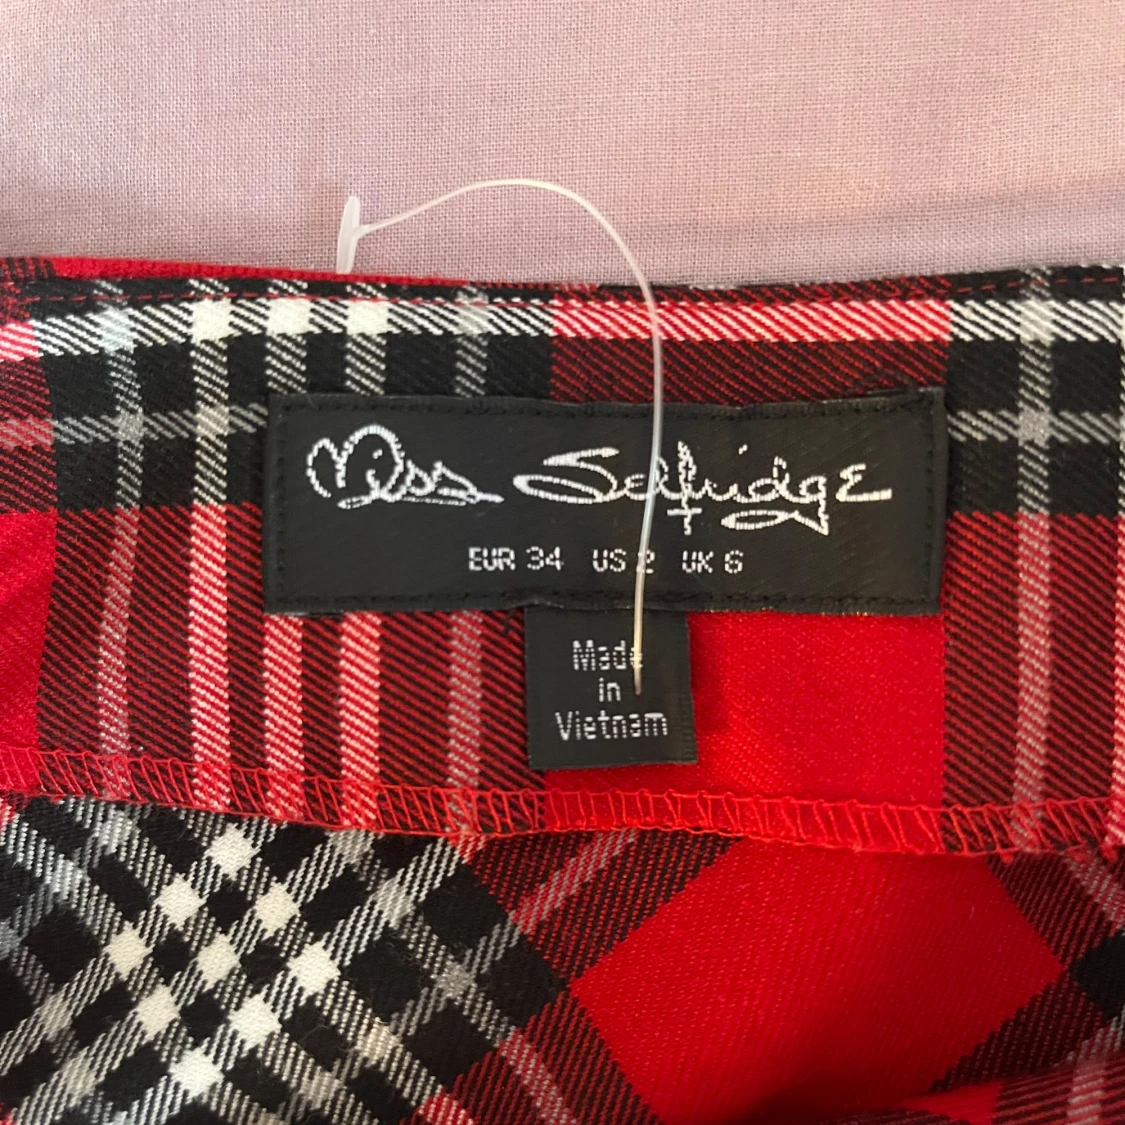 Miss Selfridge
EUR 34 US 2 UK 6
Made
in
Vietnam